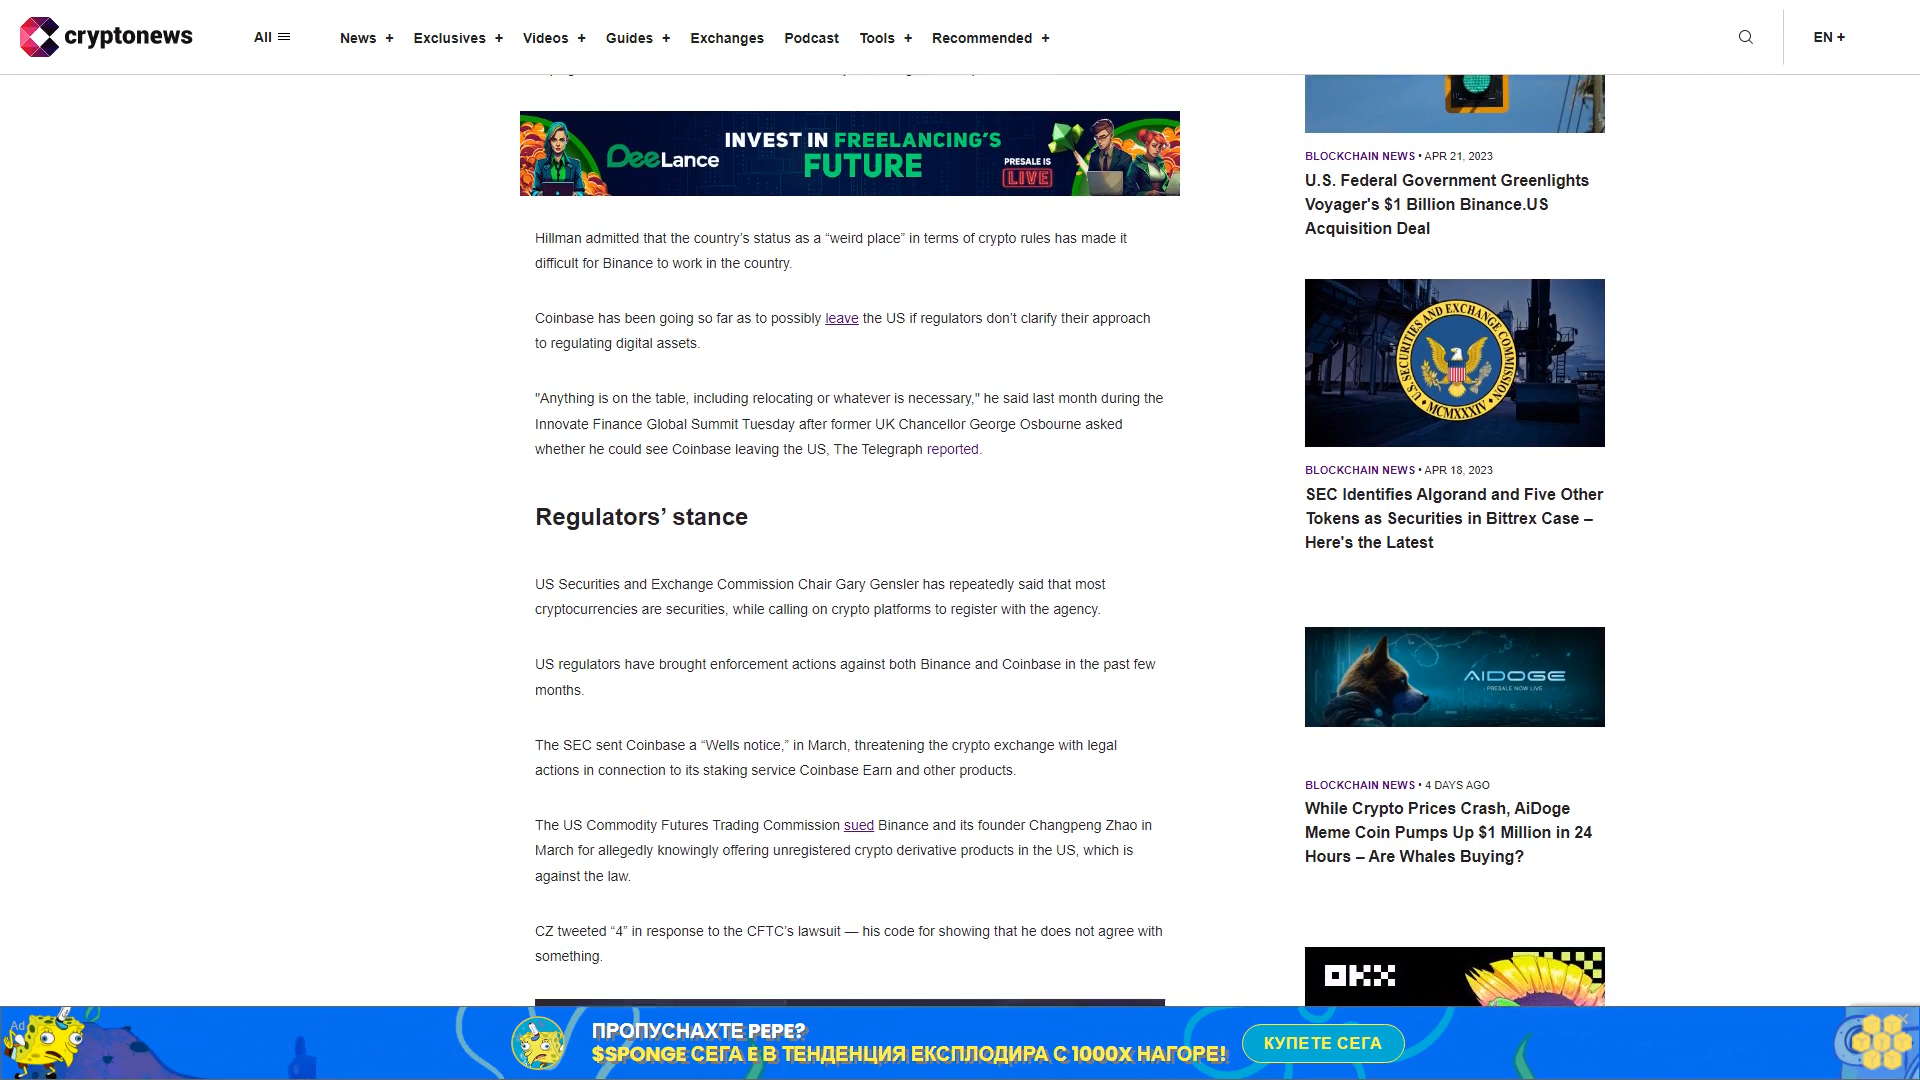 cryptonews
All
News +
Exclusives +
Videos +
Guides +
Exchanges
Podcast
Tools +
Recommended +
EN +
DeeLance
INVEST IN FREELANCING'S
FUTURE
PRESALE IS
LIVE
Hillman admitted that the country’s status as a “weird place” in terms of crypto rules has made it
difficult for Binance to work in the country.
Coinbase has been going so far as to possibly leave the US if regulators don’t clarify their approach
to regulating digital assets.
"Anything is on the table, including relocating or whatever is necessary," he said last month during the
Innovate Finance Global Summit Tuesday after former UK Chancellor George Osbourne asked
whether he could see Coinbase leaving the US, The Telegraph reported.
Regulators’ stance
US Securities and Exchange Commission Chair Gary Gensler has repeatedly said that most
cryptocurrencies are securities, while calling on crypto platforms to register with the agency.
US regulators have brought enforcement actions against both Binance and Coinbase in the past few
months.
The SEC sent Coinbase a “Wells notice,” in March, threatening the crypto exchange with legal
actions in connection to its staking service Coinbase Earn and other products.
The US Commodity Futures Trading Commission sued Binance and its founder Changpeng Zhao in
March for allegedly knowingly offering unregistered crypto derivative products in the US, which is
against the law.
CZ tweeted “4” in response to the CFTC’s lawsuit — his code for showing that he does not agree with
something.
BLOCKCHAIN NEWS • APR 21, 2023
U.S. Federal Government Greenlights
Voyager's $1 Billion Binance.US
Acquisition Deal
U.S. SECURITIES AND EXCHANGE COMMISSION
MCMXXXIV
BLOCKCHAIN NEWS • APR 18, 2023
SEC Identifies Algorand and Five Other
Tokens as Securities in Bittrex Case –
Here's the Latest
AIDOGE
PRESALE NOW LIVE
BLOCKCHAIN NEWS • 4 DAYS AGO
While Crypto Prices Crash, AiDoge
Meme Coin Pumps Up $1 Million in 24
Hours – Are Whales Buying?
OKX
Ad
ПРОПУСНАХТЕ PEPE?
$SPONGE СЕГА Е В ТЕНДЕНЦИЯ ЕКСПЛОДИРА С 1000X НАГОРЕ!
КУПЕТЕ СЕГА